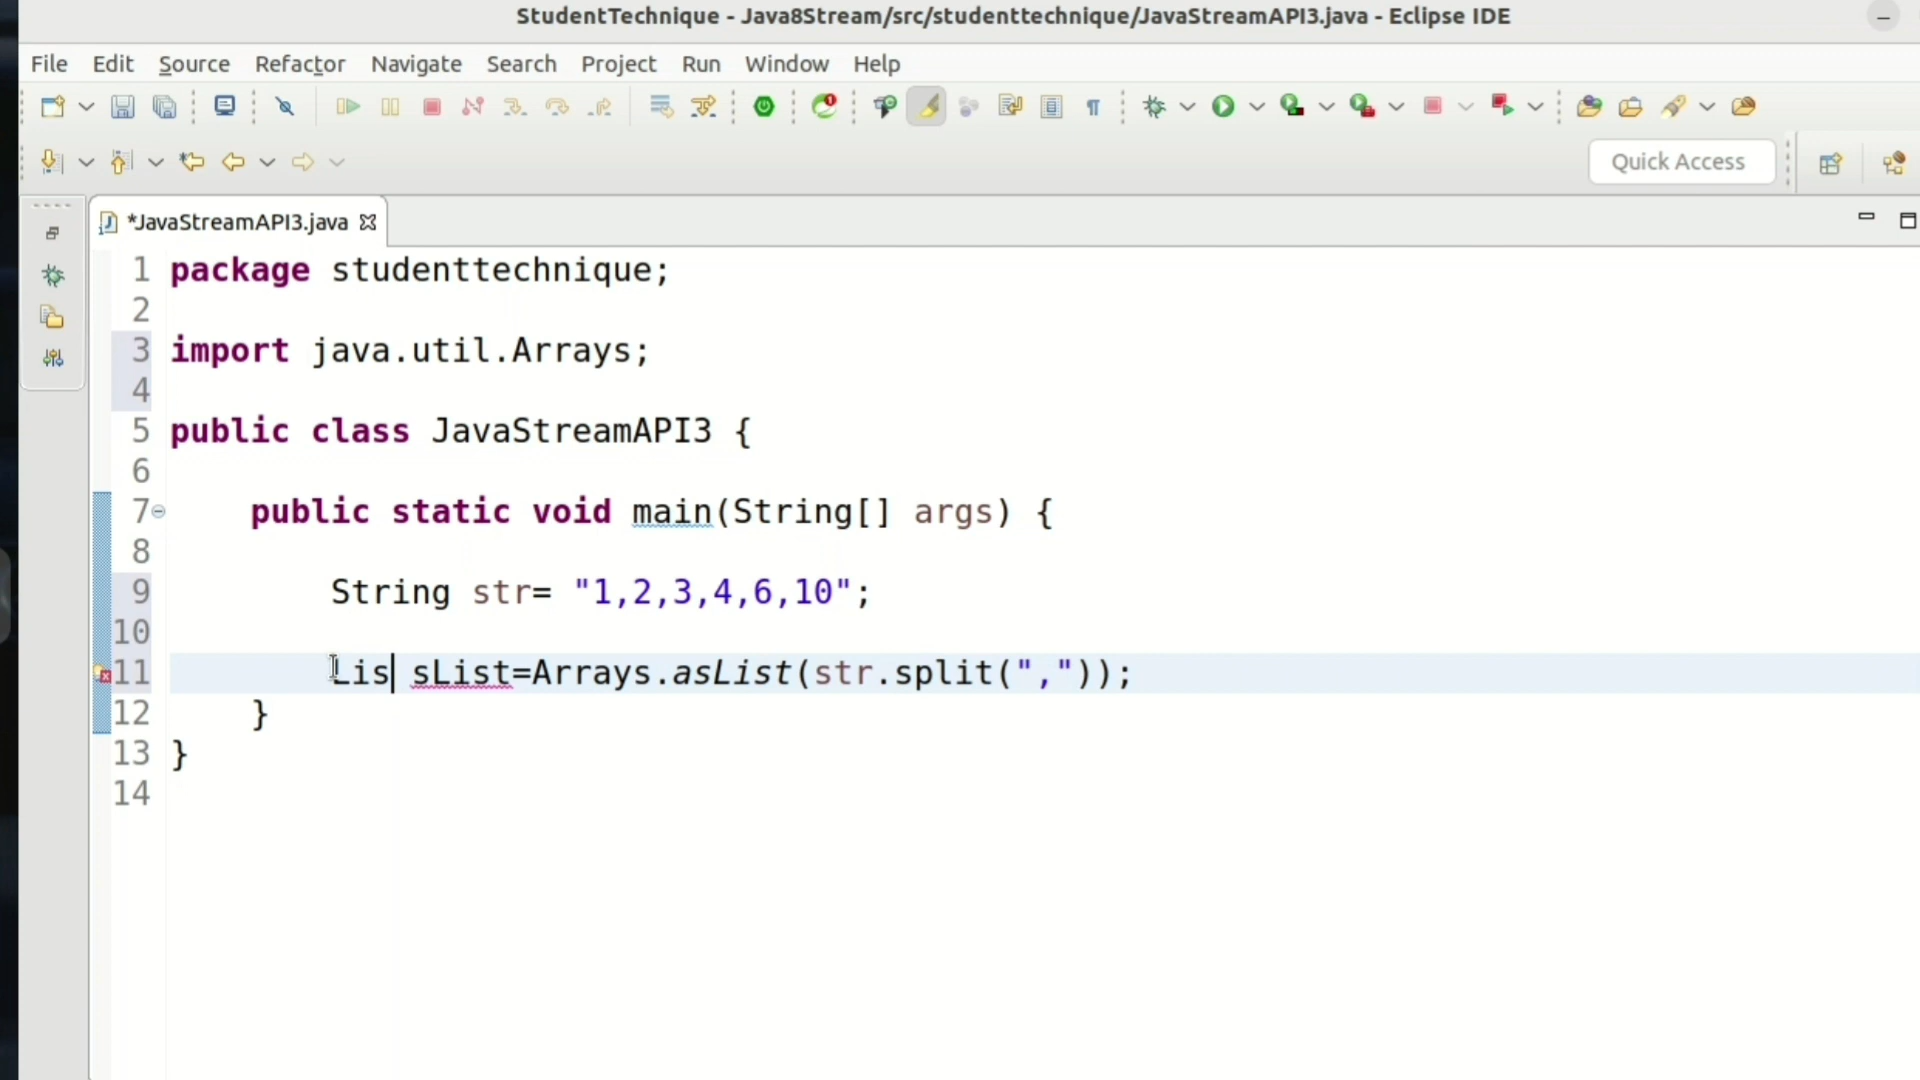 StudentTechnique - Java8Stream/src/studenttechnique/JavaStreamAPI3.java - Eclipse IDE
File Edit Source Refactor Navigate Search Project Run Window Help
Quick Access
*JavaStreamAPI3.java
1 package studenttechnique;
2
3 import java.util.Arrays;
4
5 public class JavaStreamAPI3 {
6
7 public static void main(String[] args) {
8
9 String str= "1,2,3,4,6,10";
10
11 Lis sList=Arrays.asList(str.split(","));
12 }
13 }
14